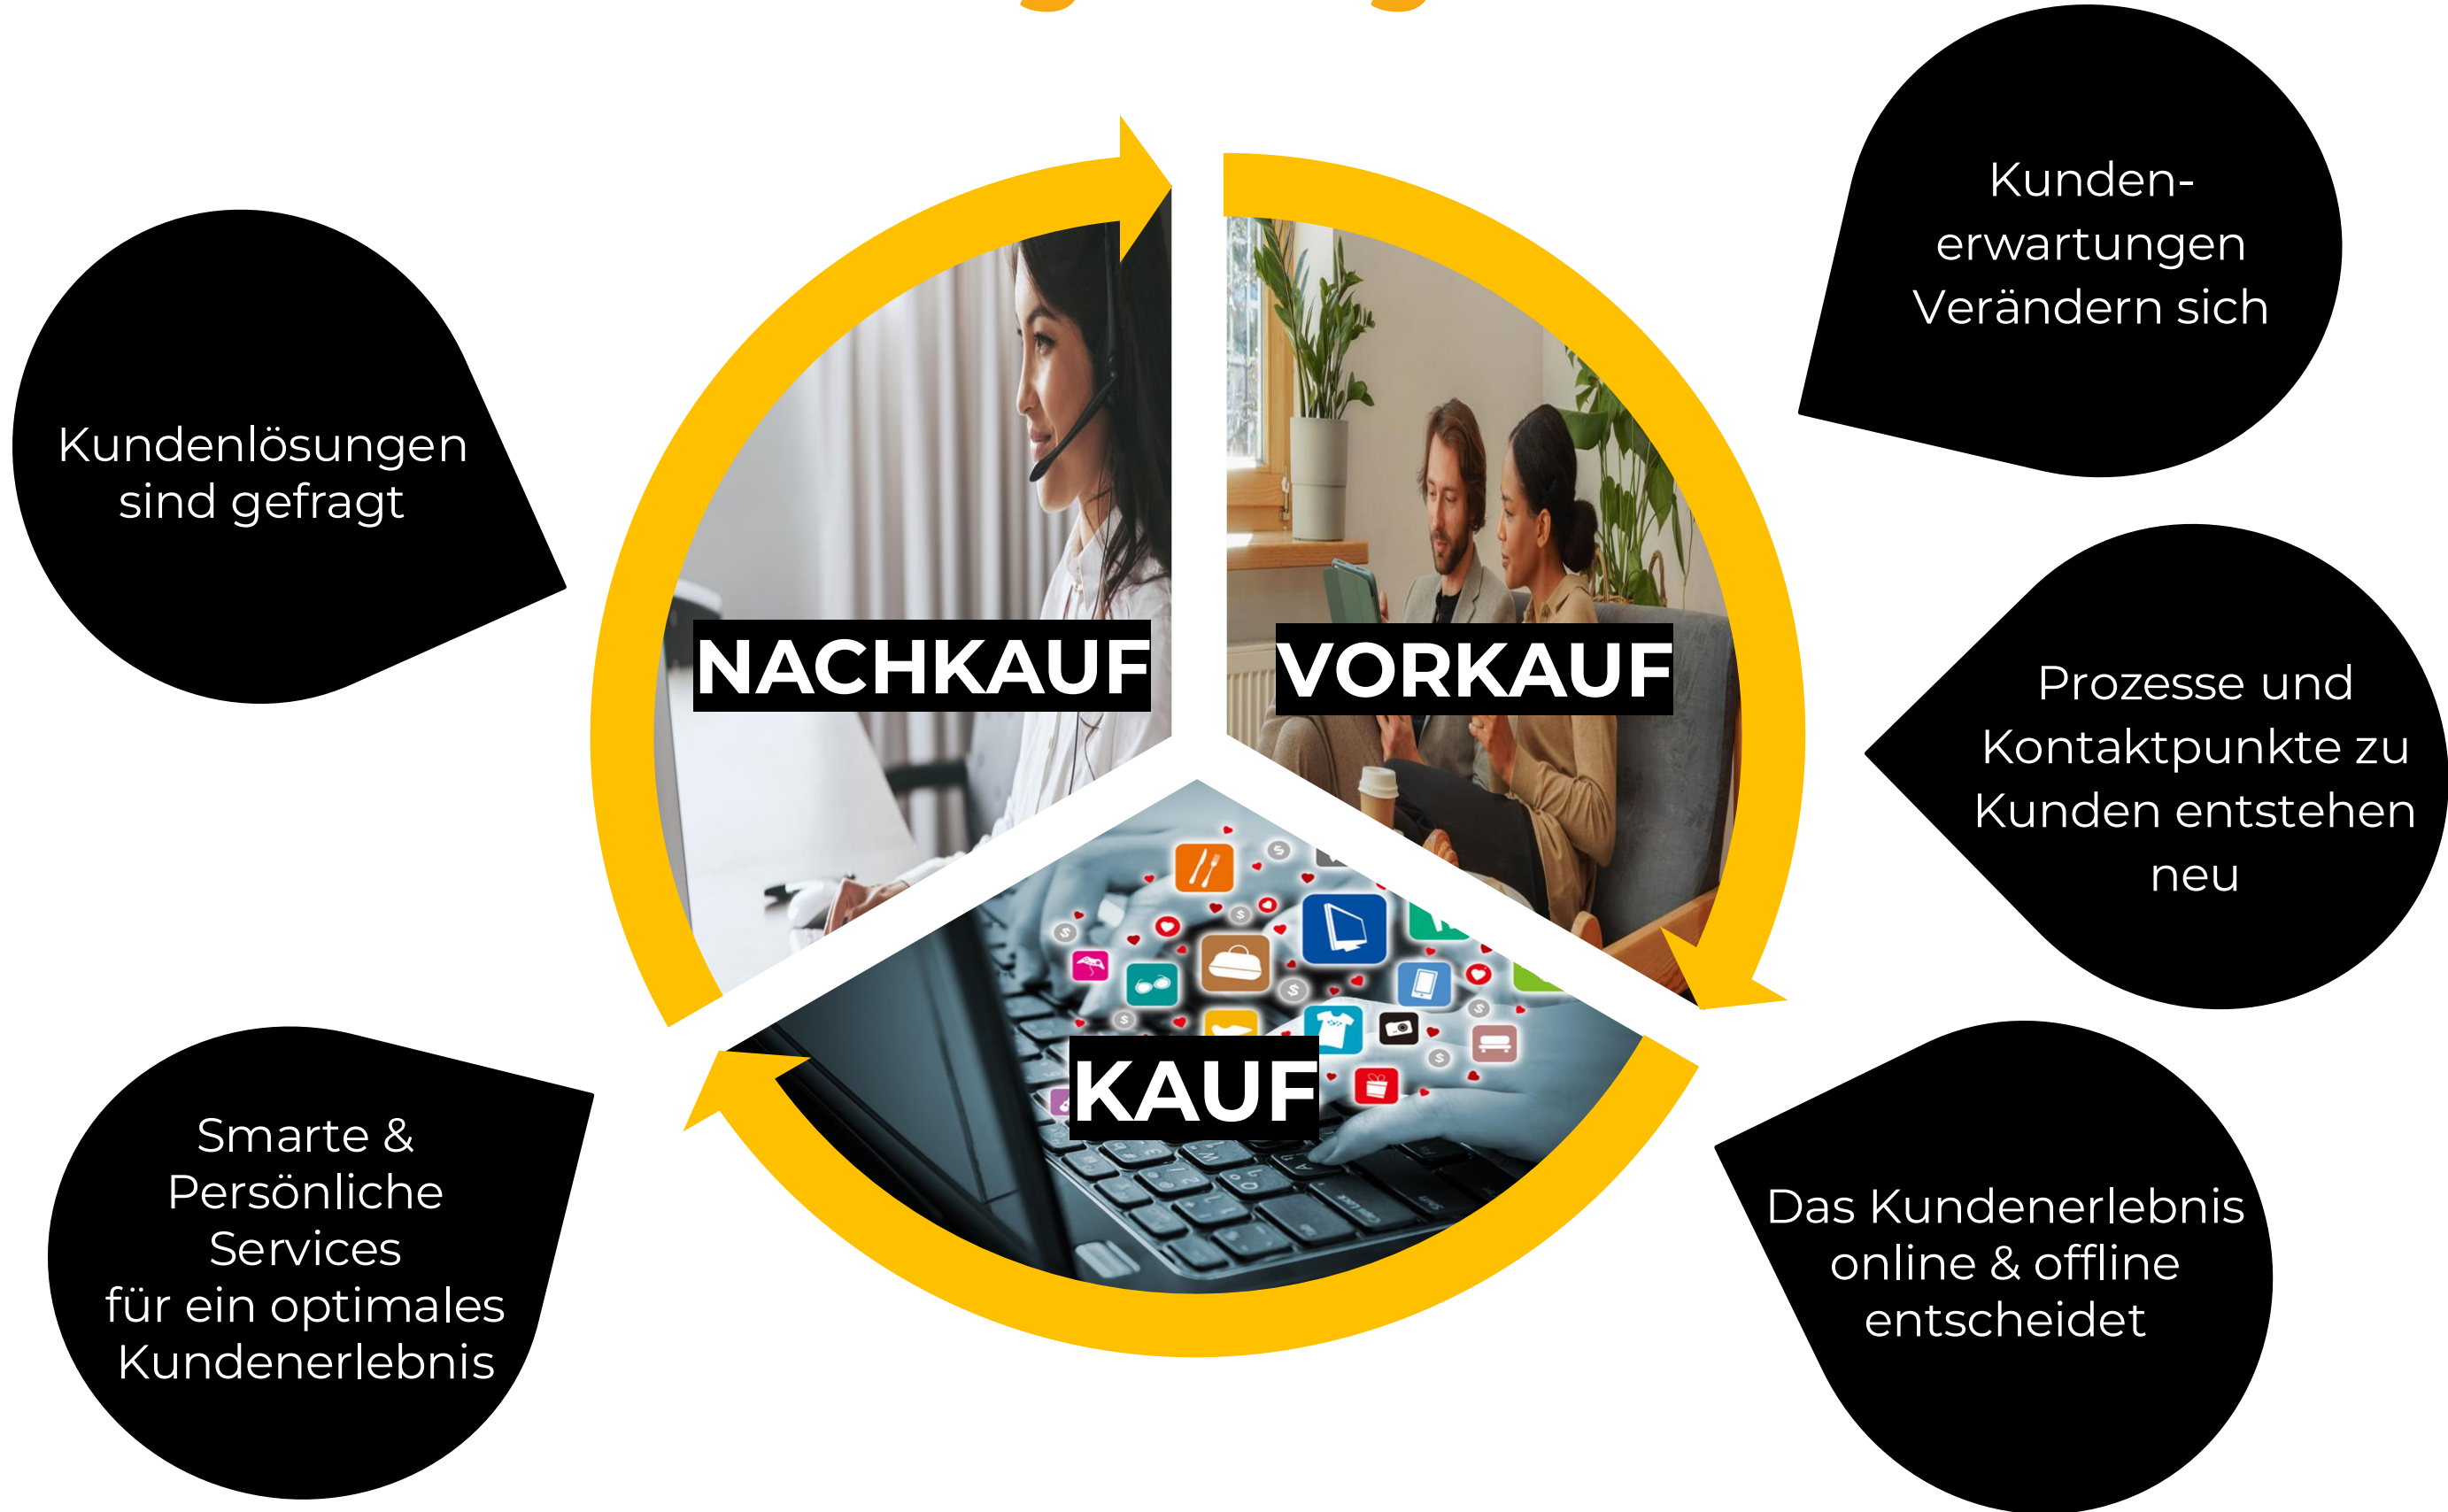 Kunden-
erwartungen
Verändern sich
Kundenlösungen
sind gefragt
NACHKAUF
VORKAUF
Prozesse und
Kontaktpunkte zu
Kunden entstehen
neu
KAUF
Smarte &
Persönliche
Services
für ein optimales
Kundenerlebnis
Das Kundenerlebnis
online & offline
entscheidet